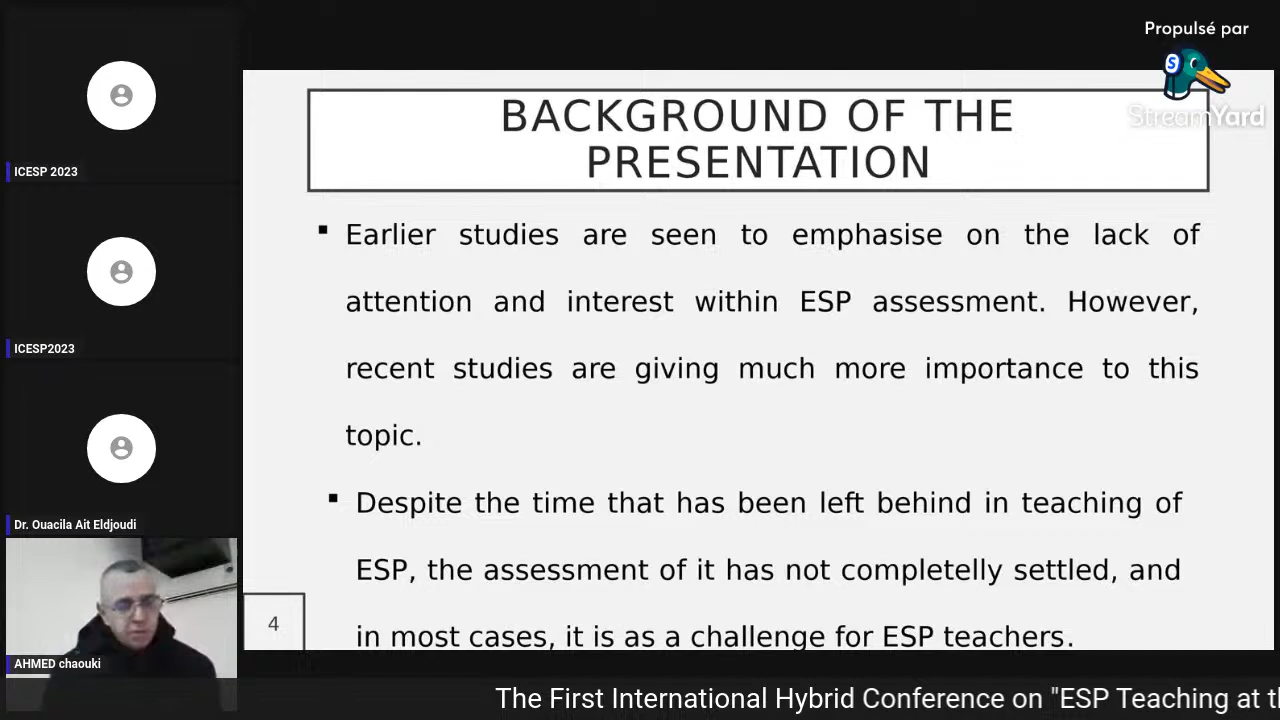 Propulsé par
StreamYard
ICESP 2023
ICESP2023
Dr. Ouacila Ait Eldjoudi
AHMED chaouki
BACKGROUND OF THE
PRESENTATION
▪ Earlier studies are seen to emphasise on the lack of
attention and interest within ESP assessment. However,
recent studies are giving much more importance to this
topic.
▪ Despite the time that has been left behind in teaching of
ESP, the assessment of it has not completelly settled, and
in most cases, it is as a challenge for ESP teachers.
4
The First International Hybrid Conference on "ESP Teaching at